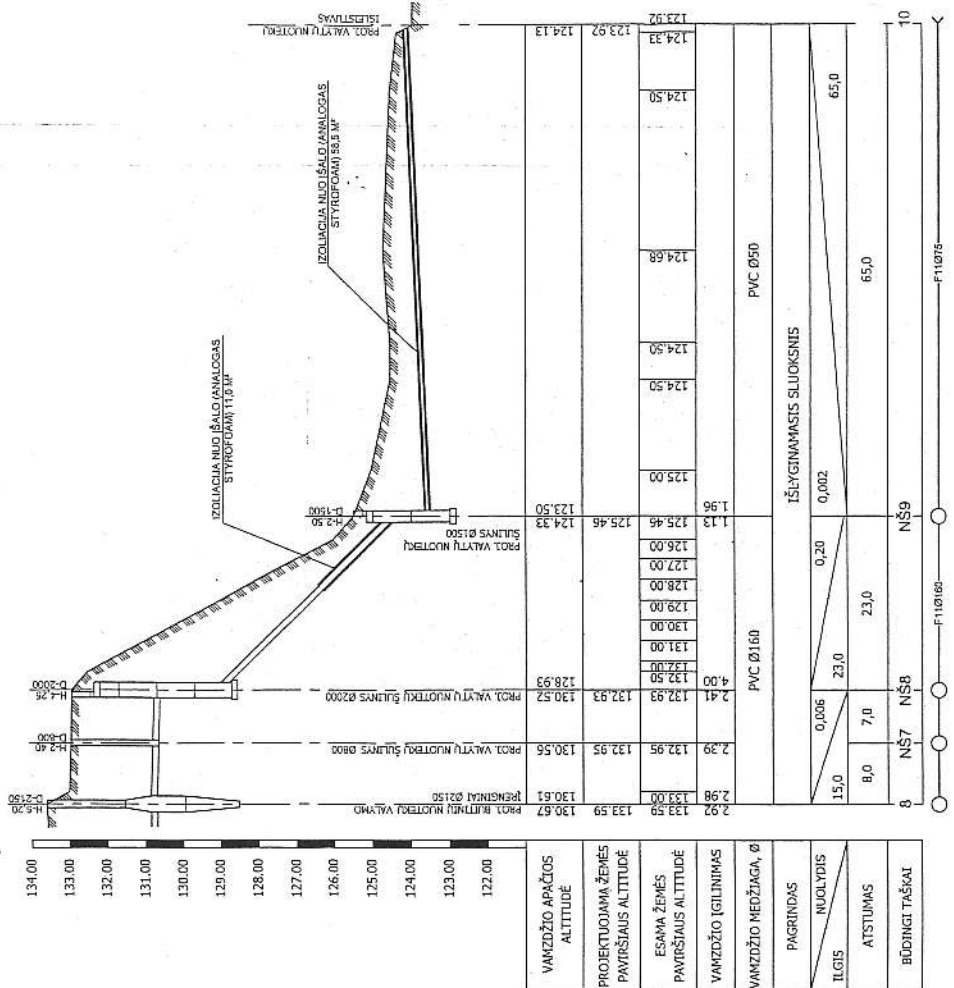 PROJ. VALYTŲ NUOTEKŲ
IŠLEISTUVAS
IZOLIACIJA NUO ĮŠALO (ANALOGAS
STYROFOAM) 58,5 M²
IZOLIACIJA NUO ĮŠALO (ANALOGAS
STYROFOAM) 11,5 M²
H-2.50
D-1500
PROJ. VALYTŲ NUOTEKŲ
ŠULINYS Ø1500
H-4,25
D-2000
PROJ. VALYTŲ NUOTEKŲ ŠULINYS Ø2000
H-2.40
D-800
PROJ. VALYTŲ NUOTEKŲ ŠULINYS Ø800
H-5,20
D-2150
PROJ. BUITINIŲ NUOTEKŲ VALYMO
ĮRENGINIAI Ø2150
134.00
133.00
132.00
131.00
130.00
129.00
128.00
127.00
126.00
125.00
124.00
123.00
122.00
VAMZDŽIO APAČIOS
ALTITUDĖ
130.67
130.61
130.56
130.52
128.93
124.33
123.50
124.13
PROJEKTUOJAMA ŽEMĖS
PAVIRŠIAUS ALTITUDĖ
133.59
132.95
132.93
125.46
123.92
ESAMA ŽEMĖS
PAVIRŠIAUS ALTITUDĖ
133.59
133.00
132.95
132.93
132.50
132.00
131.00
130.00
129.00
128.00
127.00
126.00
125.46
125.00
124.50
124.50
124.68
124.50
124.33
123.92
VAMZDŽIO ĮGILINIMAS
2.92
2.98
2.39
2.41
4.00
1.13
1.96
VAMZDŽIO MEDŽIAGA, Ø
PVC Ø160
PVC Ø50
PAGRINDAS
IŠLYGINAMASIS SLUOKSNIS
NUOLYDIS
ILGIS
0,006
15,0
0,20
23,0
0,002
65,0
ATSTUMAS
8,0
7,0
23,0
65,0
BŪDINGI TAŠKAI
8
NŠ7
NŠ8
NŠ9
10
F11Ø160
F11Ø75